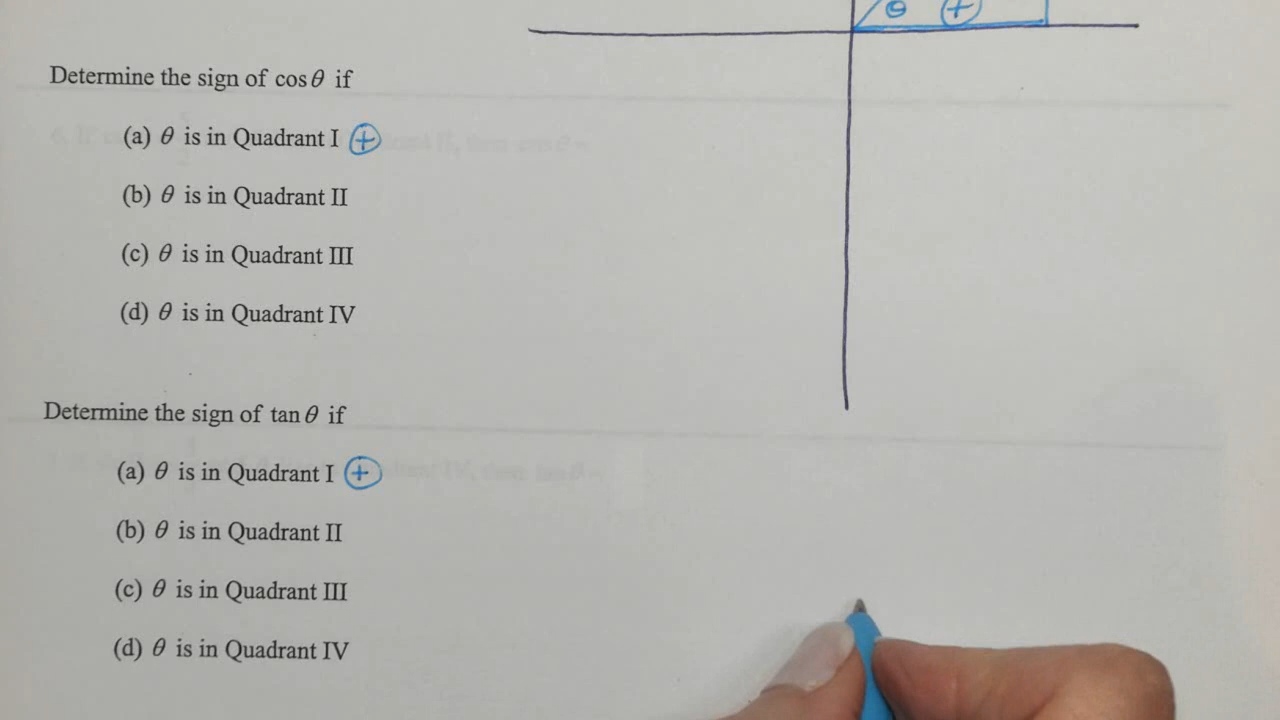 θ +
Determine the sign of cos θ if
(a) θ is in Quadrant I +
(b) θ is in Quadrant II
(c) θ is in Quadrant III
(d) θ is in Quadrant IV
Determine the sign of tan θ if
(a) θ is in Quadrant I +
(b) θ is in Quadrant II
(c) θ is in Quadrant III
(d) θ is in Quadrant IV